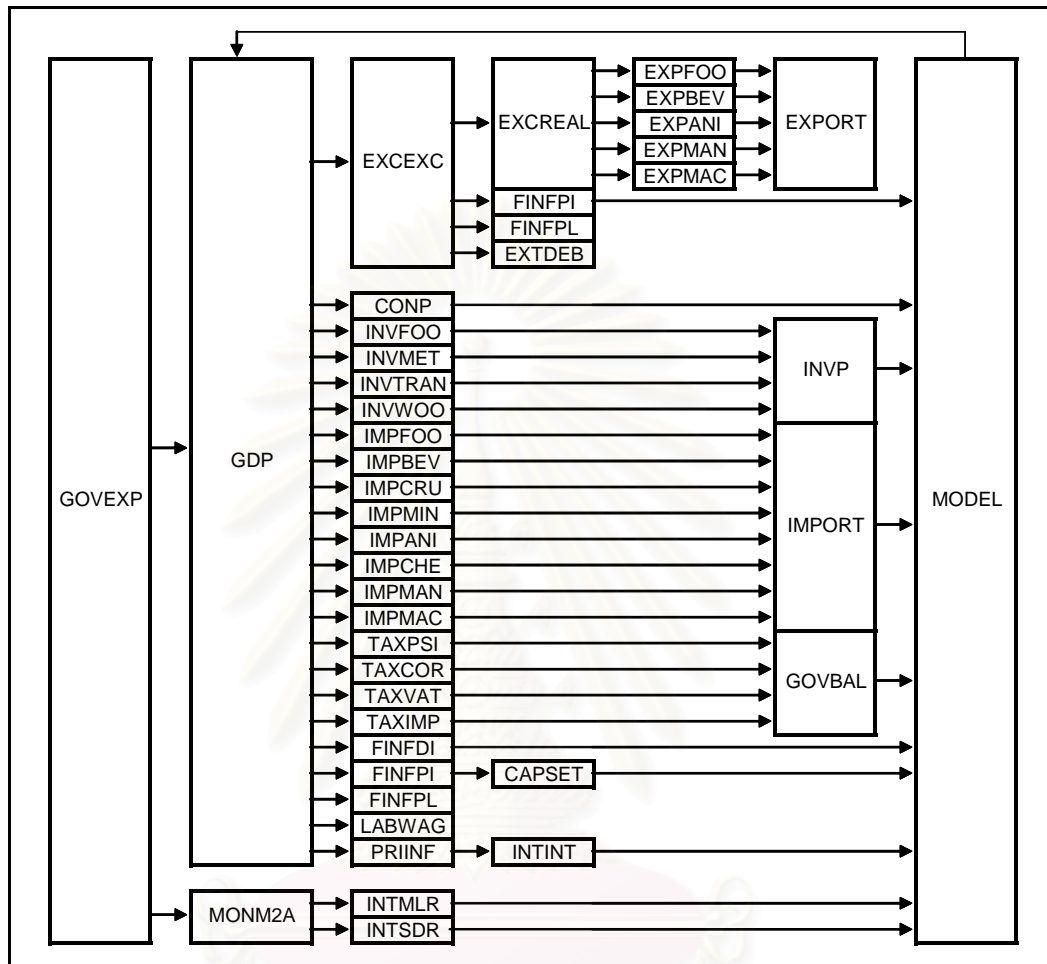 GOVEXP
GDP
MONM2A
EXCEXC
CONP
INVFOO
INVMET
INVTRAN
INVWOO
IMPFOO
IMPBEV
IMPCRU
IMPMIN
IMPANI
IMPCHE
IMPMAN
IMPMAC
TAXPSI
TAXCOR
TAXVAT
TAXIMP
FINFDI
FINFPI
FINFPL
LABWAG
PRIINF
INTMLR
INTSDR
EXCREAL
FINFPI
FINFPL
EXTDEB
CAPSET
INTINT
EXPFOO
EXPBEV
EXPANI
EXPMAN
EXPMAC
EXPORT
INVP
IMPORT
GOVBAL
MODEL